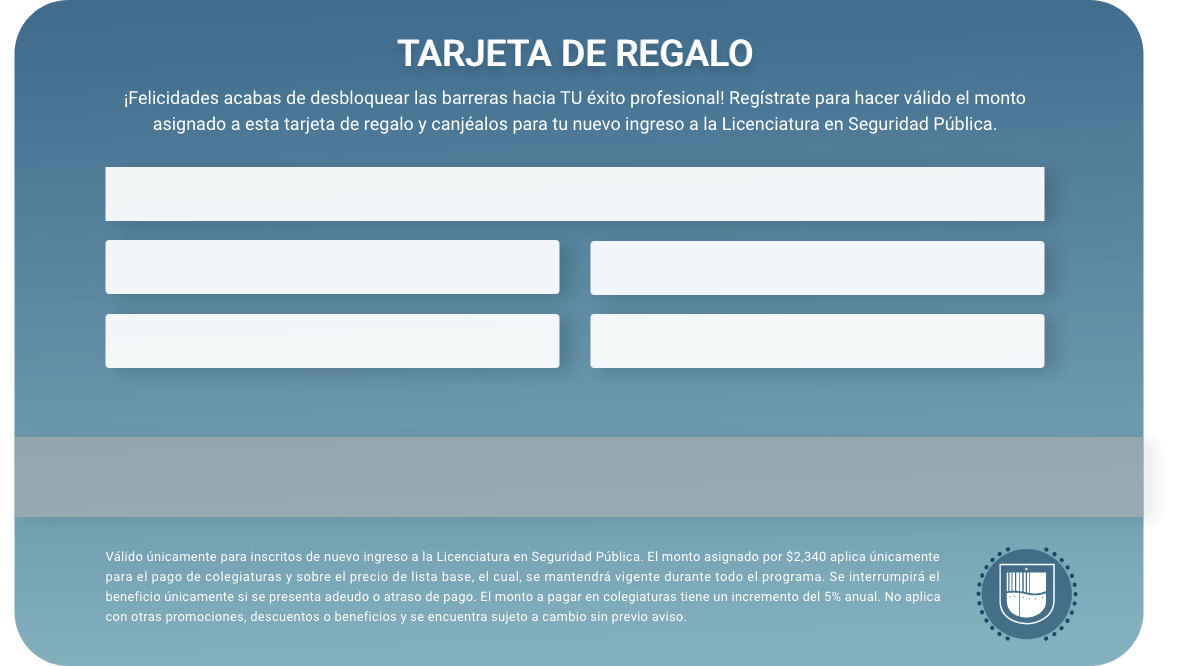 TARJETA DE REGALO
¡Felicidades acabas de desbloquear las barreras hacia TU éxito profesional! Regístrate para hacer válido el monto
asignado a esta tarjeta de regalo y canjéalos para tu nuevo ingreso a la Licenciatura en Seguridad Pública.
Válido únicamente para inscritos de nuevo ingreso a la Licenciatura en Seguridad Pública. El monto asignado por $2,340 aplica únicamente
para el pago de colegiaturas y sobre el precio de lista base, el cual, se mantendrá vigente durante todo el programa. Se interrumpirá el
beneficio únicamente si se presenta adeudo o atraso de pago. El monto a pagar en colegiaturas tiene un incremento del 5% anual. No aplica
con otras promociones, descuentos o beneficios y se encuentra sujeto a cambio sin previo aviso.